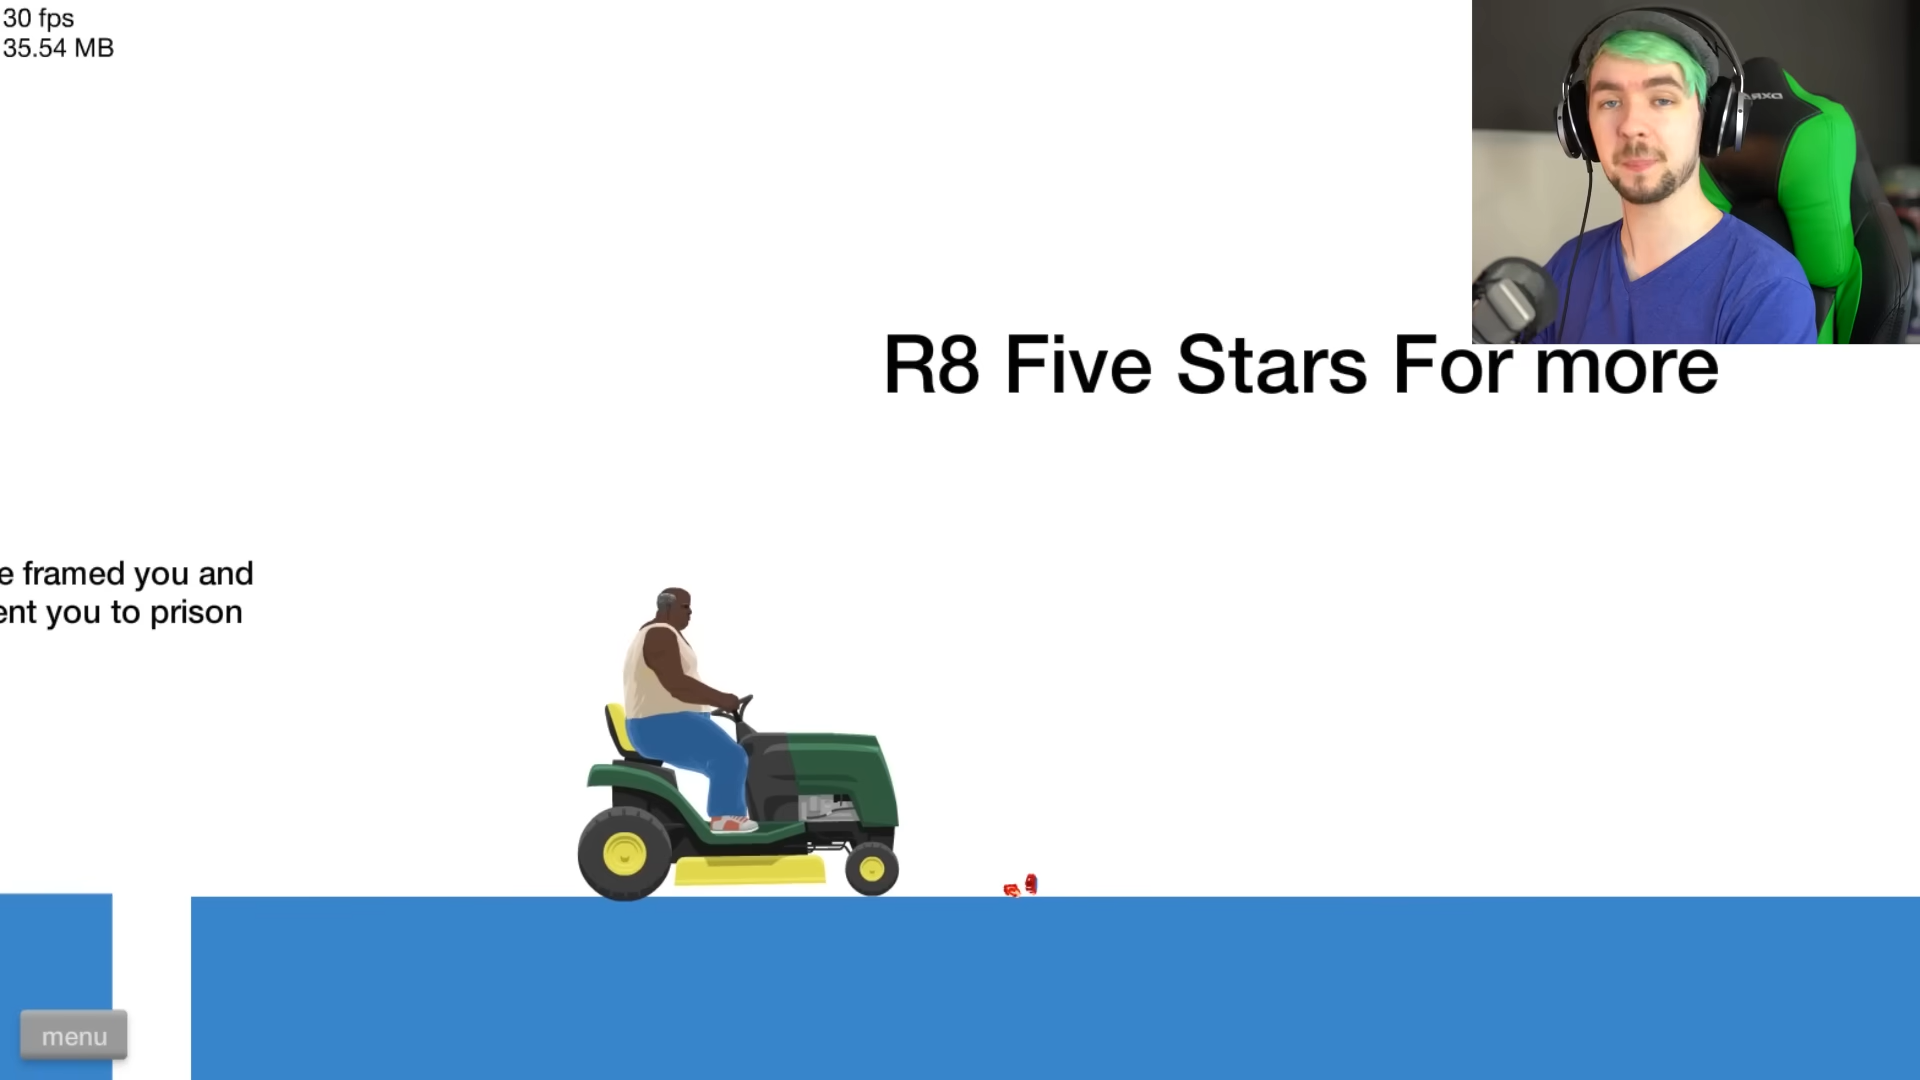 30 fps
35.54 MB
R8 Five Stars For more
e framed you and
ent you to prison
menu